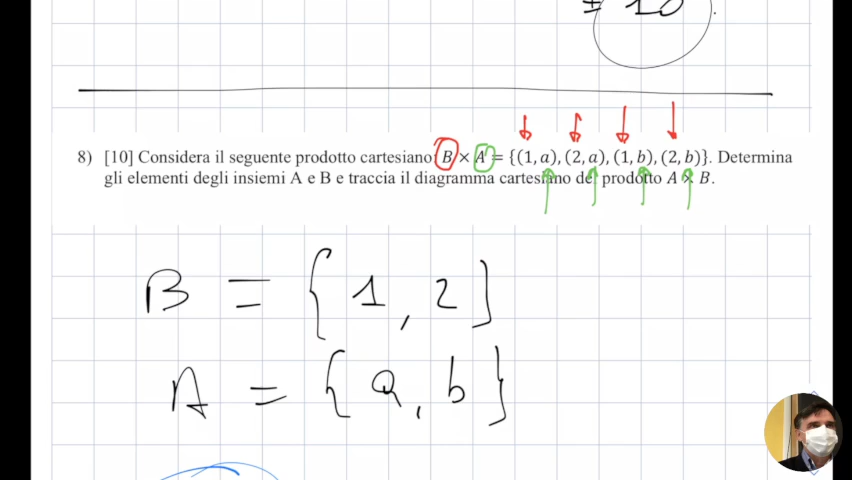 ± 10.
8) [10] Considera il seguente prodotto cartesiano: B × A = {(1, a), (2, a), (1, b), (2, b)}. Determina
gli elementi degli insiemi A e B e traccia il diagramma cartesiano del prodotto A × B.
B = {1, 2}
A = {a, b}